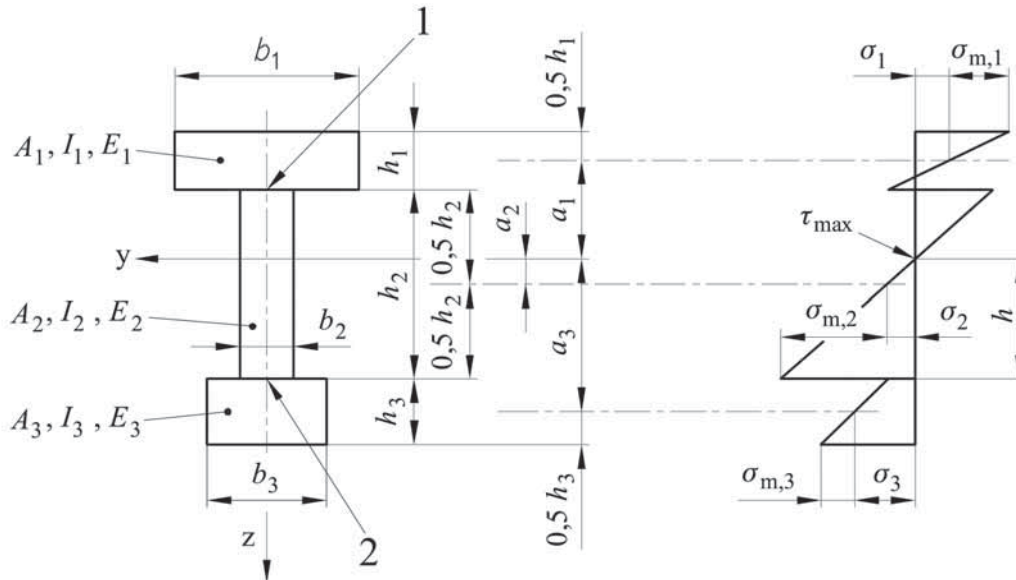 1
b₁
0,5 h₁
σ₁
σm,1
A₁, I₁, E₁
h₁
a₁
a₂
0,5 h₂
τmax
y
h₂
A₂, I₂ , E₂
b₂
0,5 h₂
a₃
σm,2
σ₂
h
A₃, I₃ , E₃
h₃
b₃
σm,3
σ₃
0,5 h₃
z
2